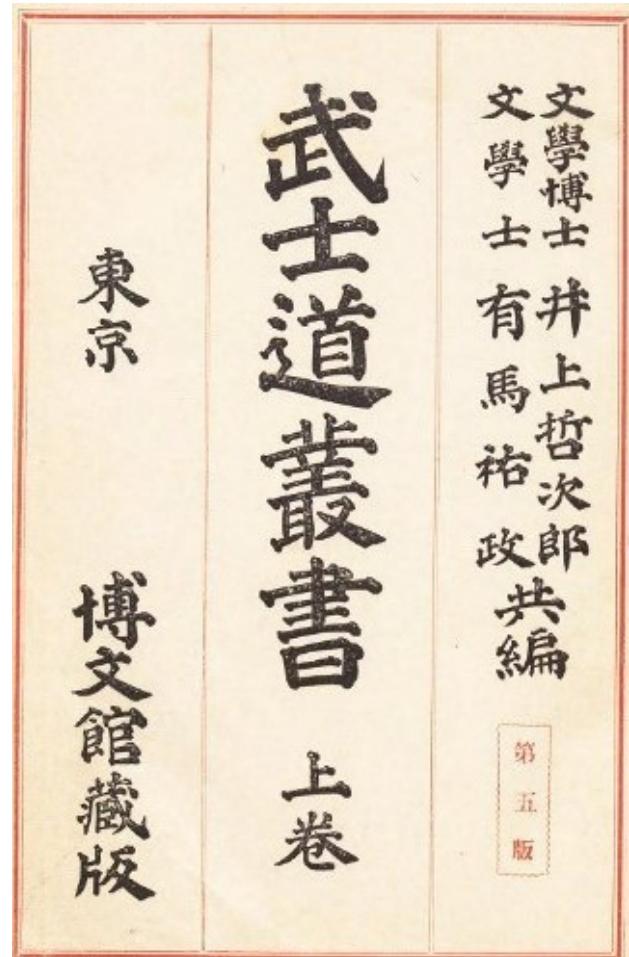 文學博士 井上哲次郎
文學士 有馬祐政
共編
第五版
武士道叢書 上卷
東京 博文館藏版